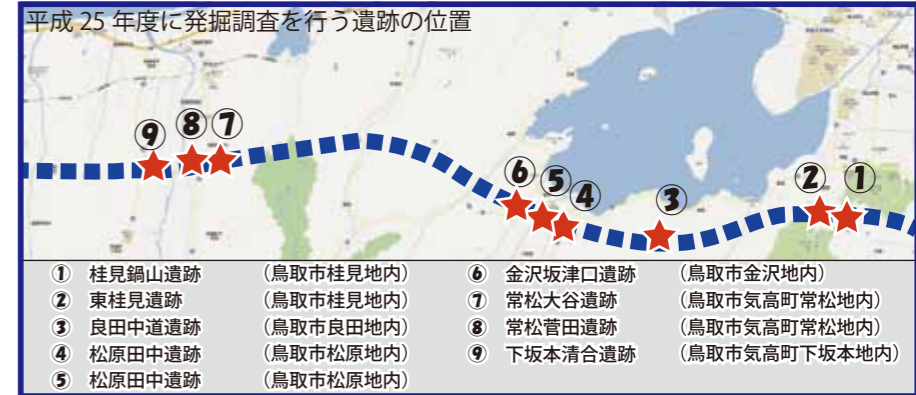 平成 25 年度に発掘調査を行う遺跡の位置
⑨ ⑧ ⑦ ⑥ ⑤ ④ ③ ② ①
① 桂見鍋山遺跡 （鳥取市桂見地内）
② 東桂見遺跡 （鳥取市桂見地内）
③ 良田中道遺跡 （鳥取市良田地内）
④ 松原田中遺跡 （鳥取市松原地内）
⑤ 松原田中遺跡 （鳥取市松原地内）
⑥ 金沢坂津口遺跡 （鳥取市金沢地内）
⑦ 常松大谷遺跡 （鳥取市気高町常松地内）
⑧ 常松菅田遺跡 （鳥取市気高町常松地内）
⑨ 下坂本清合遺跡 （鳥取市気高町下坂本地内）